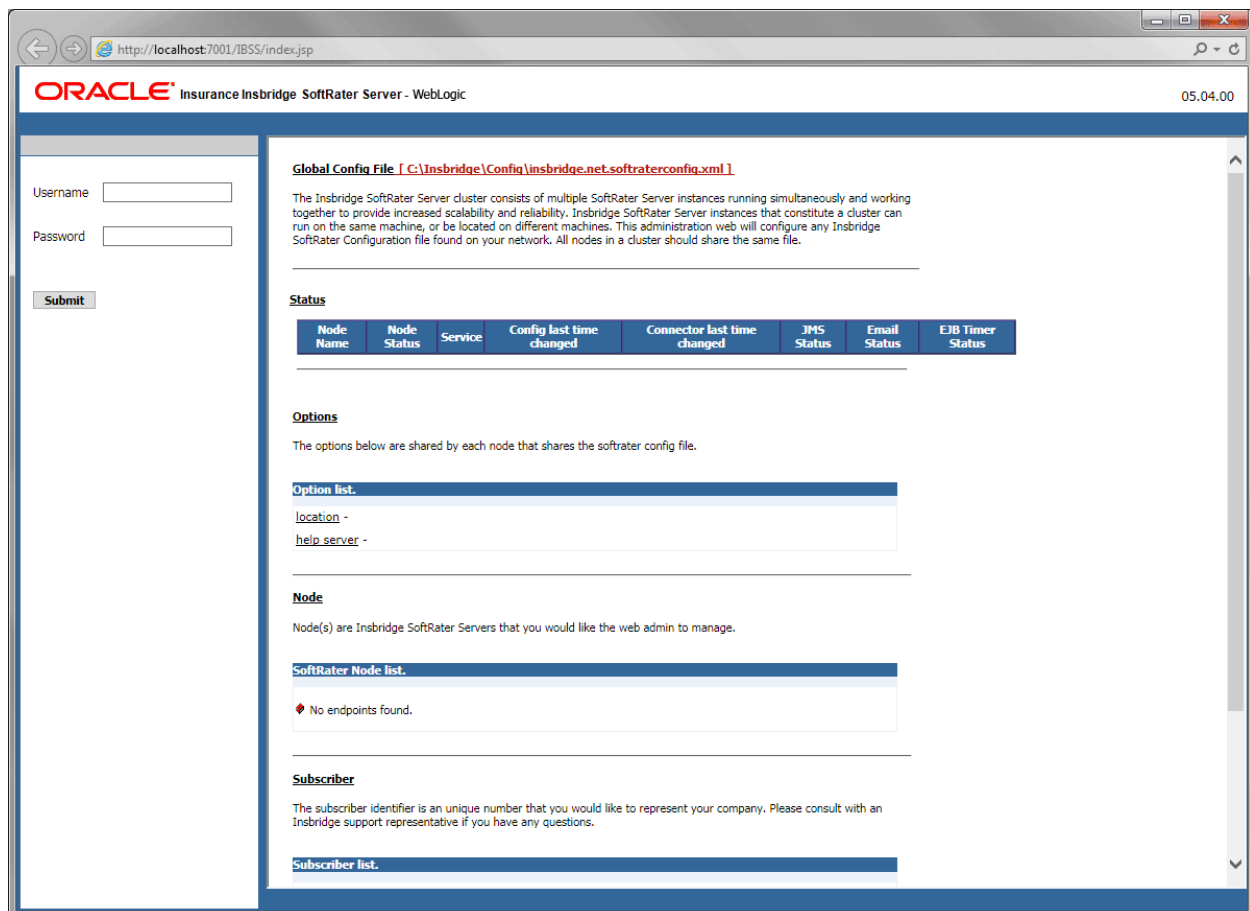 http://localhost:7001/IBSS/index.jsp
ORACLE® Insurance Insbridge SoftRater Server - WebLogic
05.04.00
Username
Password
Submit
Global Config File [ C:\Insbridge\Config\insbridge.net.softraterconfig.xml ]
The Insbridge SoftRater Server cluster consists of multiple SoftRater Server instances running simultaneously and working
together to provide increased scalability and reliability. Insbridge SoftRater Server instances that constitute a cluster can
run on the same machine, or be located on different machines. This administration web will configure any Insbridge
SoftRater Configuration file found on your network. All nodes in a cluster should share the same file.
Status
Node Name Node Status Service Config last time changed Connector last time changed JMS Status Email Status EJB Timer Status
Options
The options below are shared by each node that shares the softrater config file.
Option list.
location -
help server -
Node
Node(s) are Insbridge SoftRater Servers that you would like the web admin to manage.
SoftRater Node list.
No endpoints found.
Subscriber
The subscriber identifier is an unique number that you would like to represent your company. Please consult with an
Insbridge support representative if you have any questions.
Subscriber list.